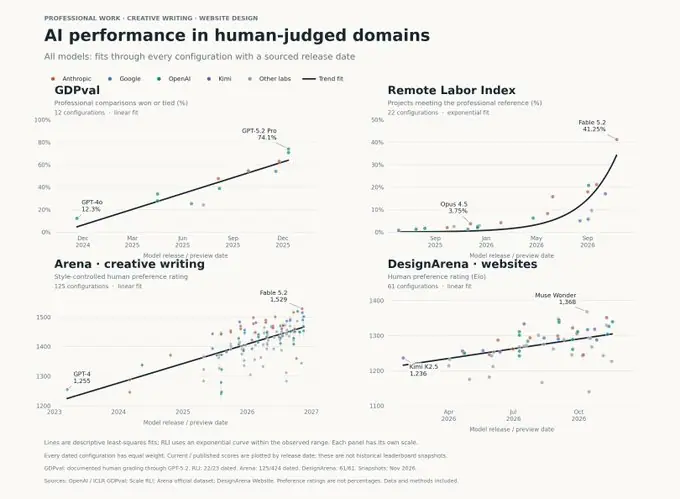 PROFESSIONAL WORK · CREATIVE WRITING · WEBSITE DESIGN
AI performance in human-judged domains
All models: fits through every configuration with a sourced release date
Anthropic Google OpenAI Kimi Other labs Trend fit
GDPval
Professional comparisons won or tied (%)
12 configurations · linear fit
100%
80%
60%
40%
20%
0%
GPT-5.2 Pro
74.1%
GPT-4o
12.3%
Dec 2024
Mar 2025
Jun 2025
Sep 2025
Dec 2025
Model release / preview date
Remote Labor Index
Projects meeting the professional reference (%)
22 configurations · exponential fit
50%
40%
30%
20%
10%
0%
Fable 5.2
41.25%
Opus 4.5
3.75%
Sep 2025
Jan 2026
May 2026
Sep 2026
Model release / preview date
Arena · creative writing
Style-controlled human preference rating
125 configurations · linear fit
1500
1400
1300
1200
Fable 5.2
1,529
GPT-4
1,255
2023
2024
2025
2026
2027
Model release / preview date
DesignArena · websites
Human preference rating (Elo)
61 configurations · linear fit
1400
1300
1200
1100
Muse Wonder
1,368
Kimi K2.5
1,236
Apr 2026
Jul 2026
Oct 2026
Model release / preview date
Lines are descriptive least-squares fits; RLI uses an exponential curve within the observed range. Each panel has its own scale.
Every dated configuration has equal weight. Current / published scores are plotted by release date; these are not historical leaderboard snapshots.
GDPval: documented human grading through GPT-5.2. RLI: 22/23 dated. Arena: 125/424 dated. DesignArena: 61/61. Snapshots: Nov 2026.
Sources: OpenAI / ICLR GDPval; Scale RLI; Arena official dataset; DesignArena Website. Preference ratings are not percentages. Data and methods included.